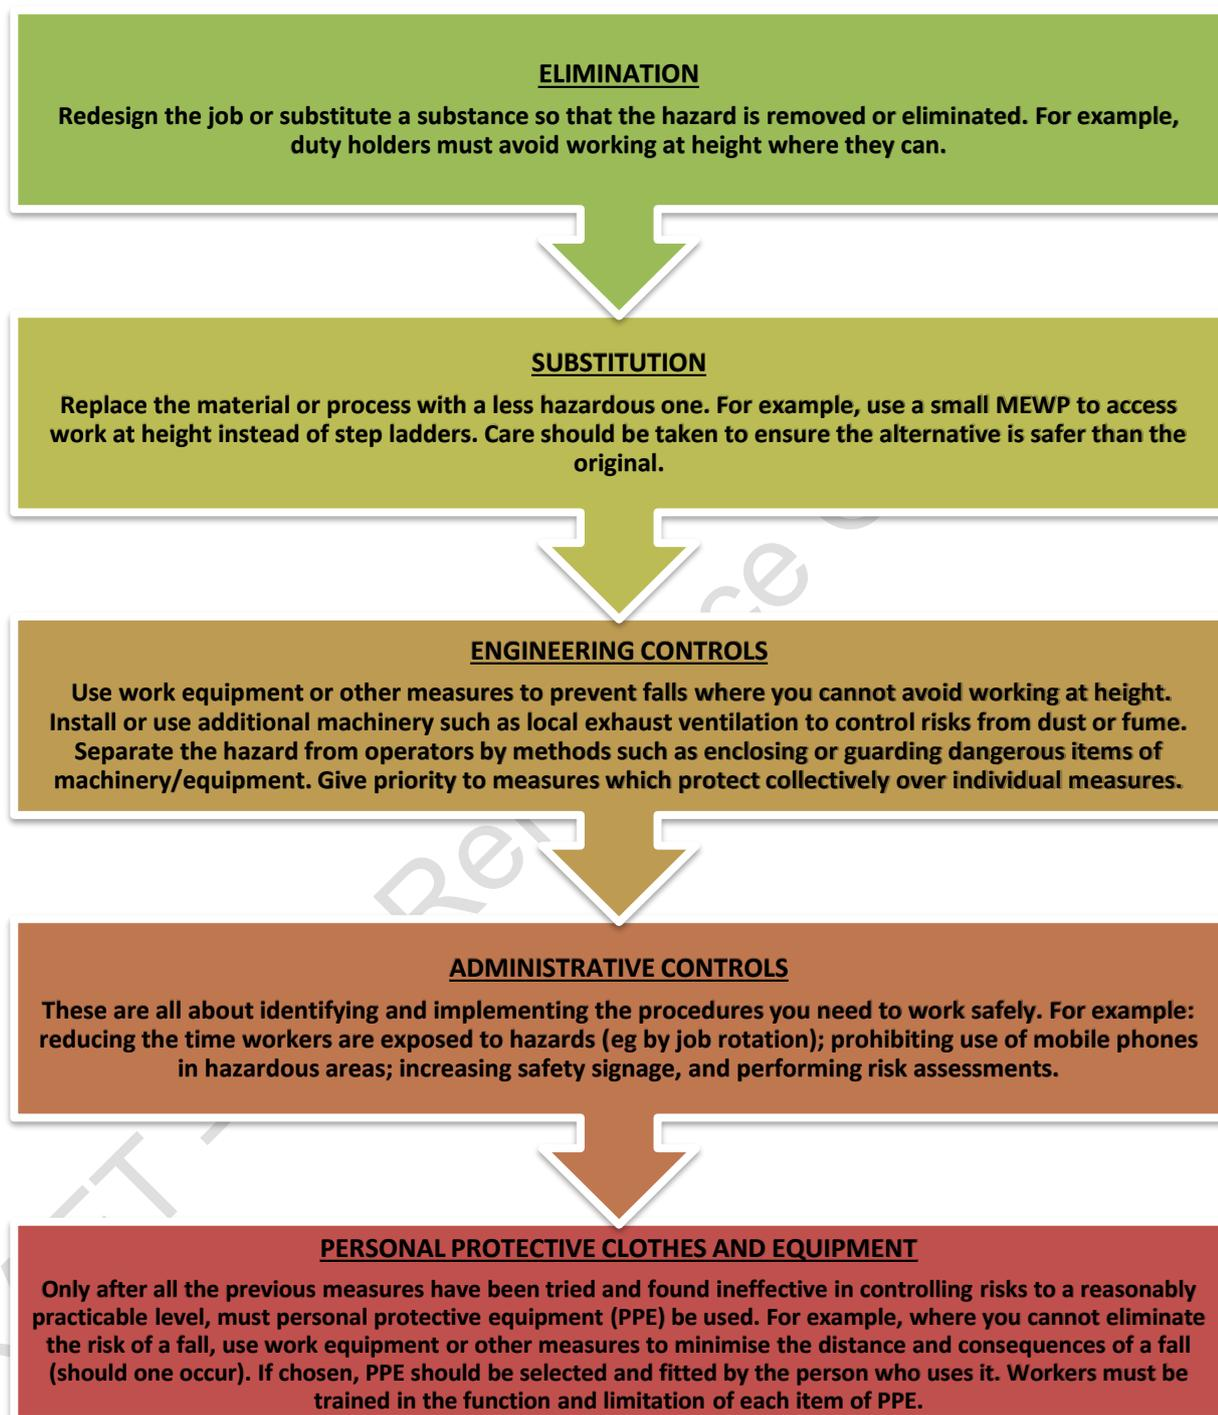 ELIMINATION
Redesign the job or substitute a substance so that the hazard is removed or eliminated. For example,
duty holders must avoid working at height where they can.
SUBSTITUTION
Replace the material or process with a less hazardous one. For example, use a small MEWP to access
work at height instead of step ladders. Care should be taken to ensure the alternative is safer than the
original.
ENGINEERING CONTROLS
Use work equipment or other measures to prevent falls where you cannot avoid working at height.
Install or use additional machinery such as local exhaust ventilation to control risks from dust or fume.
Separate the hazard from operators by methods such as enclosing or guarding dangerous items of
machinery/equipment. Give priority to measures which protect collectively over individual measures.
ADMINISTRATIVE CONTROLS
These are all about identifying and implementing the procedures you need to work safely. For example:
reducing the time workers are exposed to hazards (eg by job rotation); prohibiting use of mobile phones
in hazardous areas; increasing safety signage, and performing risk assessments.
PERSONAL PROTECTIVE CLOTHES AND EQUIPMENT
Only after all the previous measures have been tried and found ineffective in controlling risks to a reasonably
practicable level, must personal protective equipment (PPE) be used. For example, where you cannot eliminate
the risk of a fall, use work equipment or other measures to minimise the distance and consequences of a fall
(should one occur). If chosen, PPE should be selected and fitted by the person who uses it. Workers must be
trained in the function and limitation of each item of PPE.